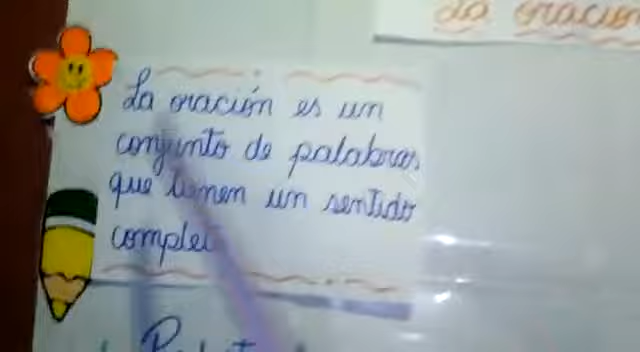 La oración
La oración es un
conjunto de palabras
que tienen un sentido